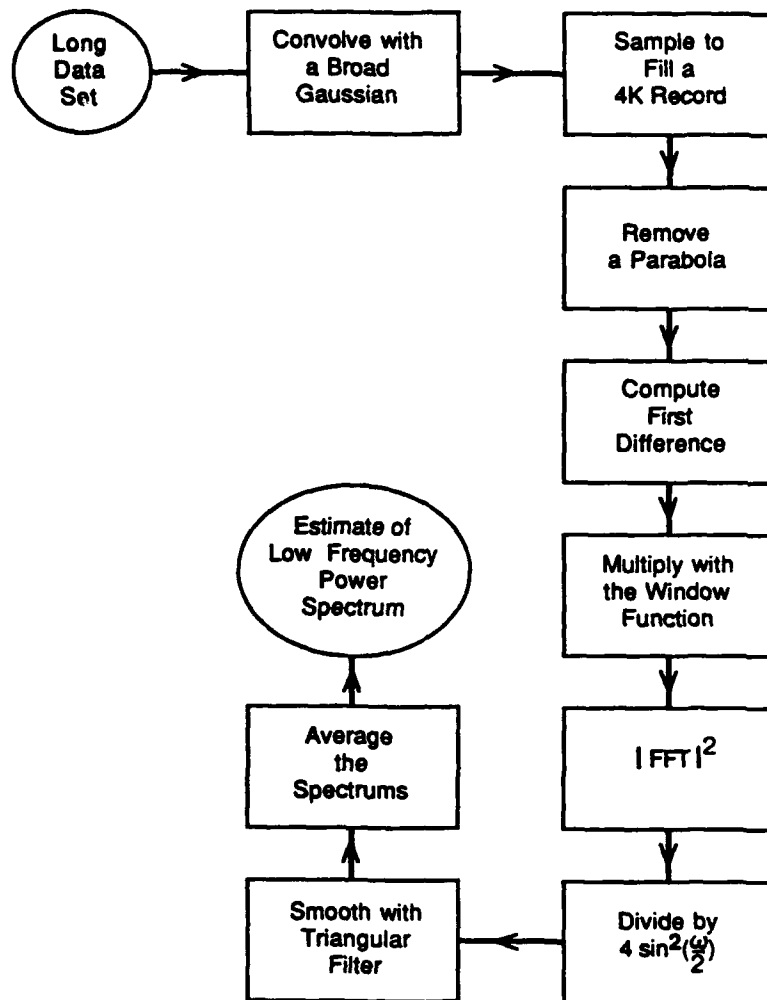 Long
Data
Set
Convolve with
a Broad
Gaussian
Sample to
Fill a
4K Record
Remove
a Parabola
Compute
First
Difference
Multiply with
the Window
Function
|FFT|²
Divide by
4 sin²(ω/2)
Smooth with
Triangular
Filter
Average
the
Spectrums
Estimate of
Low Frequency
Power
Spectrum